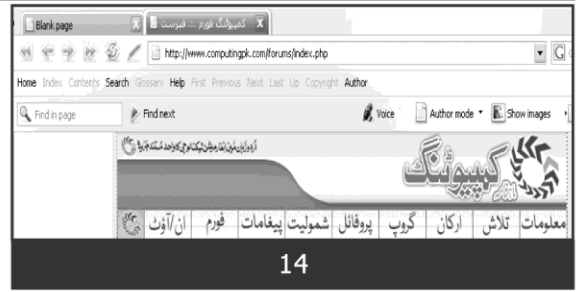 Blank page
کمپیوٹنگ فورم :: فہرست
http://www.computingpk.com/forums/index.php
G
Home Index Contents Search Glossary Help First Previous Next Last Up Copyright Author
Find in page Find next Voice Author mode Show images
کمپیوٹنگ
معلومات تلاش ارکان گروپ پروفائل شمولیت پیغامات فورم ان/آؤٹ
14